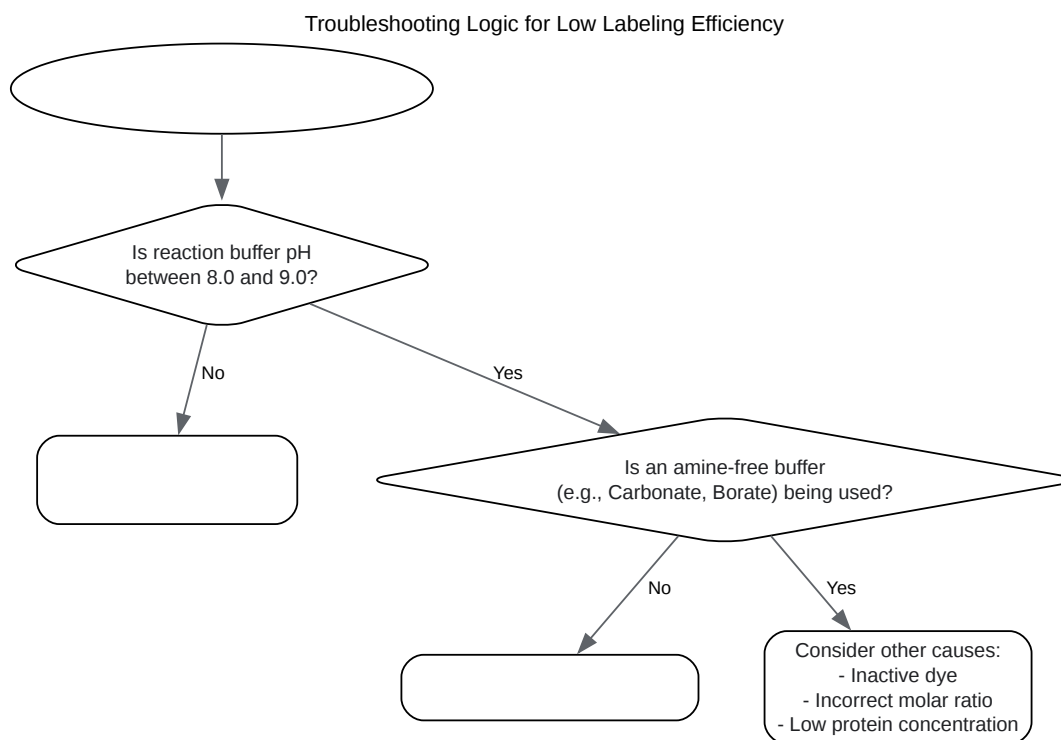 Troubleshooting Logic for Low Labeling Efficiency
Is reaction buffer pH
between 8.0 and 9.0?
No
Yes
Is an amine-free buffer
(e.g., Carbonate, Borate) being used?
No
Yes
Consider other causes:
- Inactive dye
- Incorrect molar ratio
- Low protein concentration